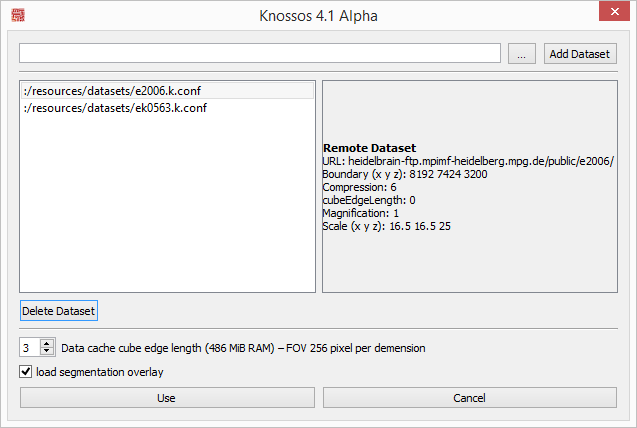 Knossos 4.1 Alpha
...
Add Dataset
:/resources/datasets/e2006.k.conf
:/resources/datasets/ek0563.k.conf
Remote Dataset
URL: heidelbrain-ftp.mpimf-heidelberg.mpg.de/public/e2006/
Boundary (x y z): 8192 7424 3200
Compression: 6
cubeEdgeLength: 0
Magnification: 1
Scale (x y z): 16.5 16.5 25
Delete Dataset
3 Data cache cube edge length (486 MiB RAM) – FOV 256 pixel per demension
load segmentation overlay
Use
Cancel